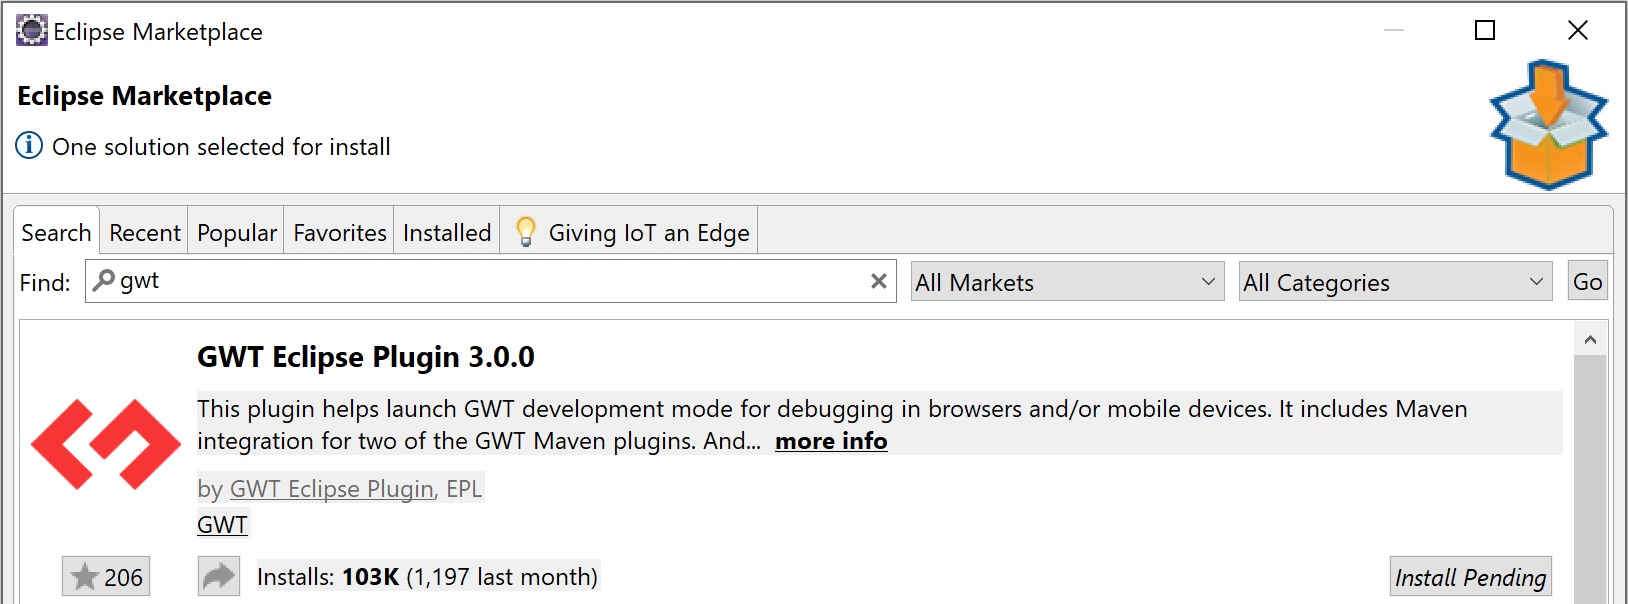 Eclipse Marketplace
Eclipse Marketplace
One solution selected for install
Search Recent Popular Favorites Installed Giving IoT an Edge
Find: gwt All Markets All Categories Go
GWT Eclipse Plugin 3.0.0
This plugin helps launch GWT development mode for debugging in browsers and/or mobile devices. It includes Maven
integration for two of the GWT Maven plugins. And... more info
by GWT Eclipse Plugin, EPL
GWT
206 Installs: 103K (1,197 last month) Install Pending